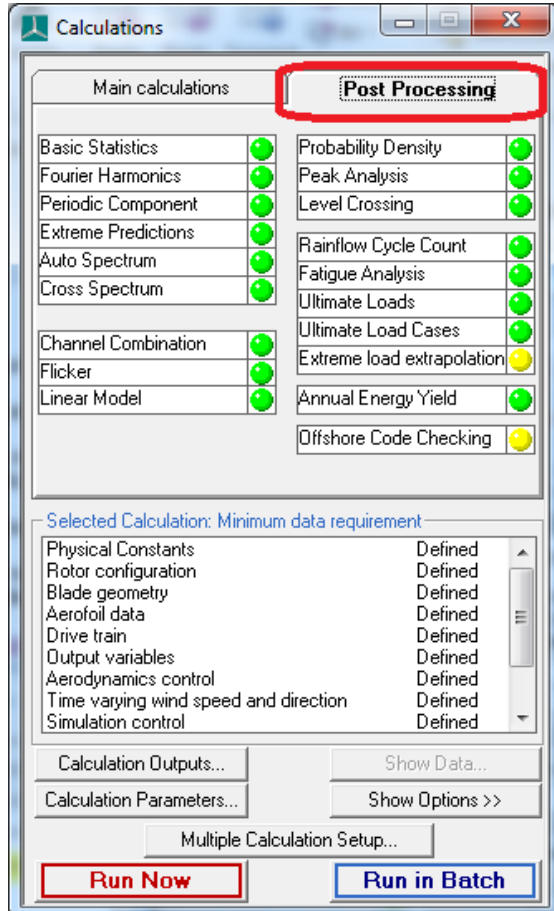 Calculations
Main calculations
Post Processing
Basic Statistics
Fourier Harmonics
Periodic Component
Extreme Predictions
Auto Spectrum
Cross Spectrum
Channel Combination
Flicker
Linear Model
Probability Density
Peak Analysis
Level Crossing
Rainflow Cycle Count
Fatigue Analysis
Ultimate Loads
Ultimate Load Cases
Extreme load extrapolation
Annual Energy Yield
Offshore Code Checking
Selected Calculation: Minimum data requirement
Physical Constants Defined
Rotor configuration Defined
Blade geometry Defined
Aerofoil data Defined
Drive train Defined
Output variables Defined
Aerodynamics control Defined
Time varying wind speed and direction Defined
Simulation control Defined
Calculation Outputs...
Show Data...
Calculation Parameters...
Show Options >>
Multiple Calculation Setup...
Run Now
Run in Batch